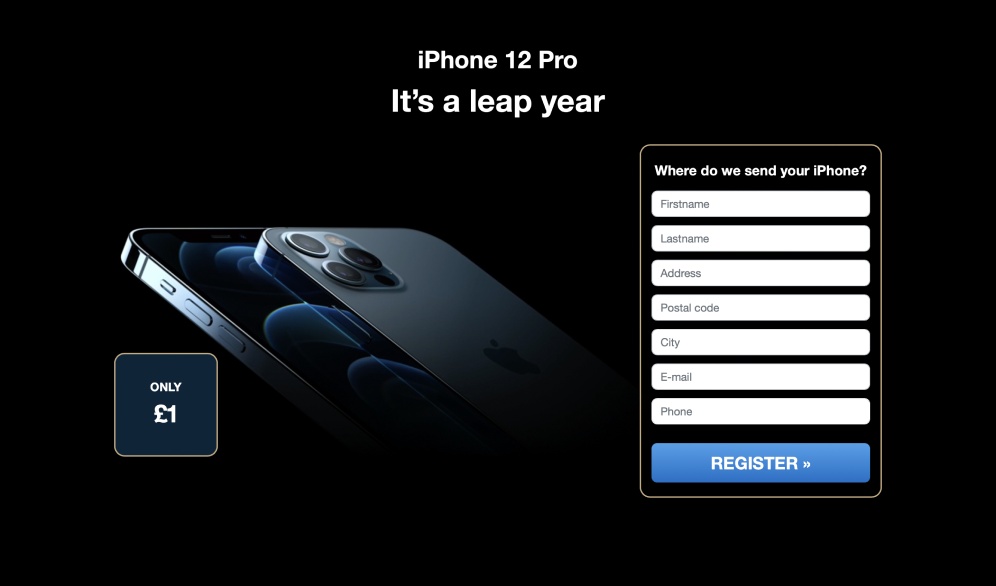 iPhone 12 Pro
It’s a leap year
Where do we send your iPhone?
Firstname
Lastname
Address
Postal code
City
E-mail
Phone
REGISTER »
ONLY
£1